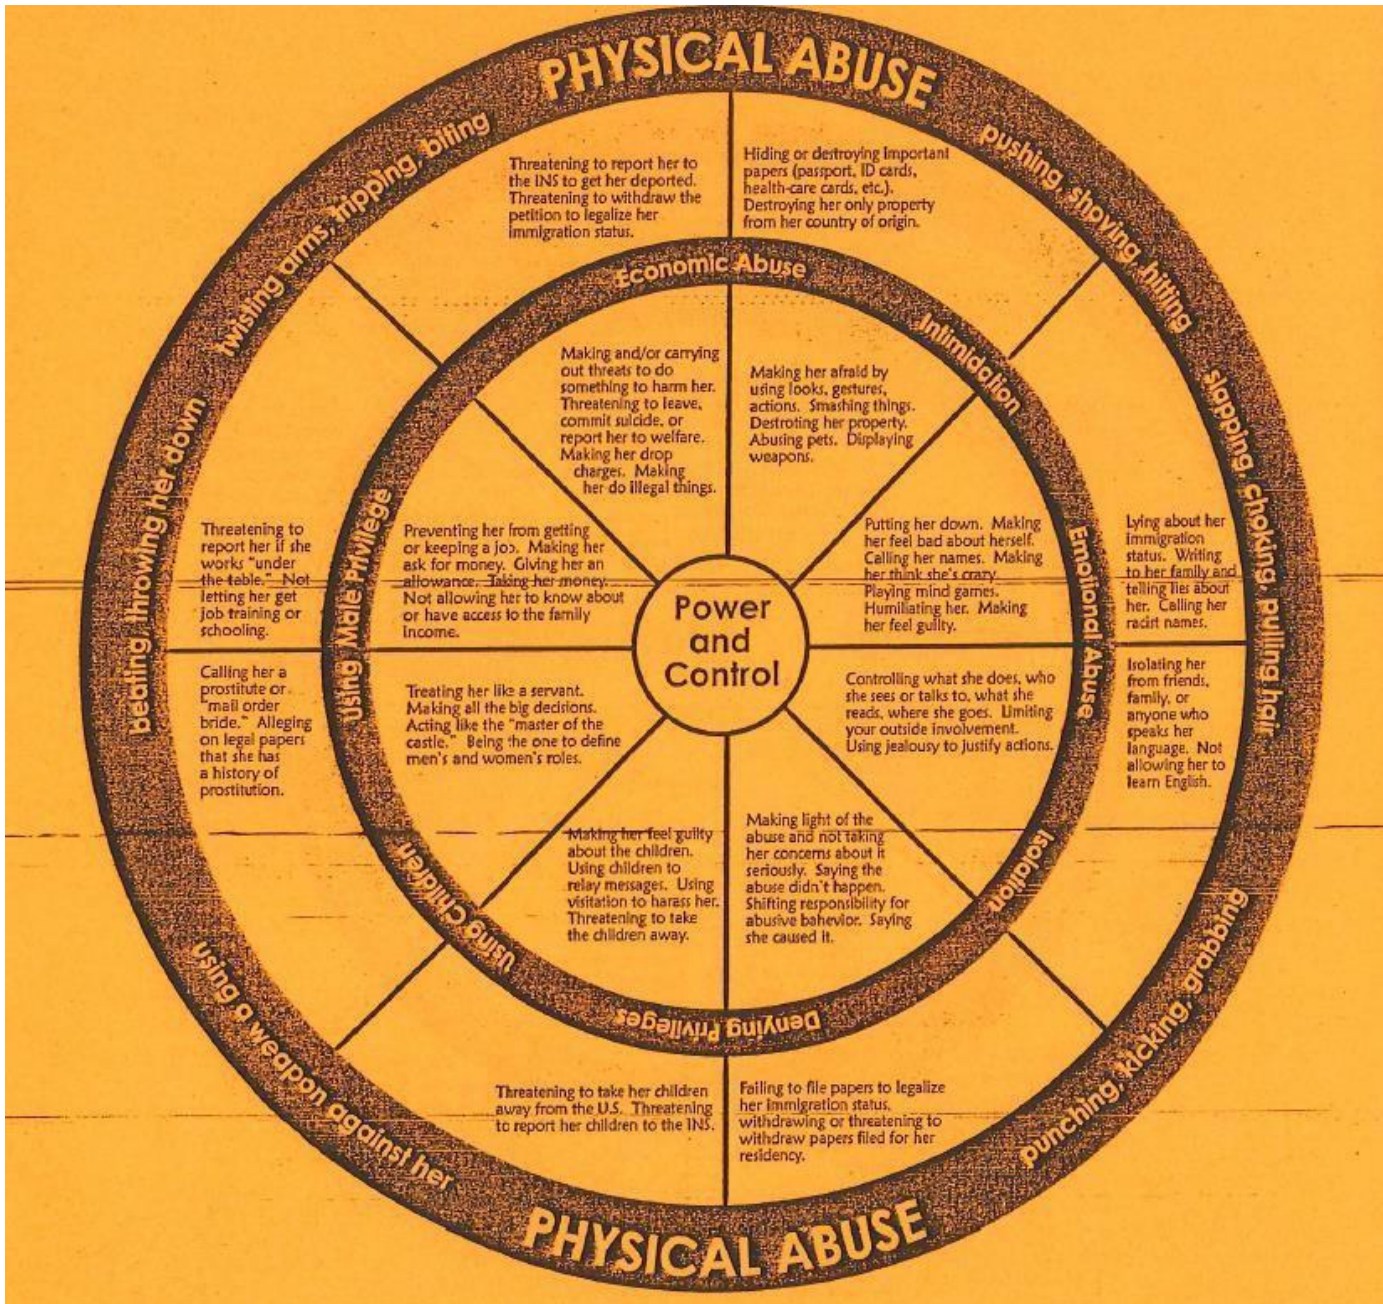 PHYSICAL ABUSE
pushing, shoving, hitting
slapping, choking, pulling hair
punching, kicking, grabbing
PHYSICAL ABUSE
using a weapon against her
beating, throwing her down
twising arms, tripping, biting
Threatening to report her to
the INS to get her deported.
Threatening to withdraw the
petition to legalize her
immigration status.
Hiding or destroying important
papers (passport, ID cards,
health-care cards, etc.).
Destroying her only property
from her country of origin.
Lying about her
immigration
status. Writing
to her family and
telling lies about
her. Calling her
racist names.
Isolating her
from friends,
family, or
anyone who
speaks her
language. Not
allowing her to
learn English.
Failing to file papers to legalize
her immigration status,
withdrawing or threatening to
withdraw papers filed for her
residency.
Threatening to take her children
away from the U.S. Threatening
to report her children to the INS.
Calling her a
prostitute or
"mail order
bride." Alleging
on legal papers
that she has
a history of
prostitution.
Threatening to
report her if she
works "under
the table." Not
letting her get
job training or
schooling.
Economic Abuse
Intimidation
Emotional Abuse
Isolation
Denying Privileges
Using Children
Using Male Privilege
Making and/or carrying
out threats to do
something to harm her.
Threatening to leave,
commit suicide, or
report her to welfare.
Making her drop
charges. Making
her do illegal things.
Making her afraid by
using looks, gestures,
actions. Smashing things.
Destroting her property.
Abusing pets. Displaying
weapons.
Putting her down. Making
her feel bad about herself.
Calling her names. Making
her think she's crazy.
Playing mind games.
Humiliating her. Making
her feel guilty.
Controlling what she does, who
she sees or talks to, what she
reads, where she goes. Limiting
your outside involvement.
Using jealousy to justify actions.
Making light of the
abuse and not taking
her concerns about it
seriously. Saying the
abuse didn't happen.
Shifting responsibility for
abusive bahevior. Saying
she caused it.
Making her feel guilty
about the children.
Using children to
relay messages. Using
visitation to harass her.
Threatening to take
the children away.
Treating her like a servant.
Making all the big decisions.
Acting like the "master of the
castle." Being the one to define
men's and women's roles.
Preventing her from getting
or keeping a job. Making her
ask for money. Giving her an
allowance. Taking her money.
Not allowing her to know about
or have access to the family
income.
Power
and
Control